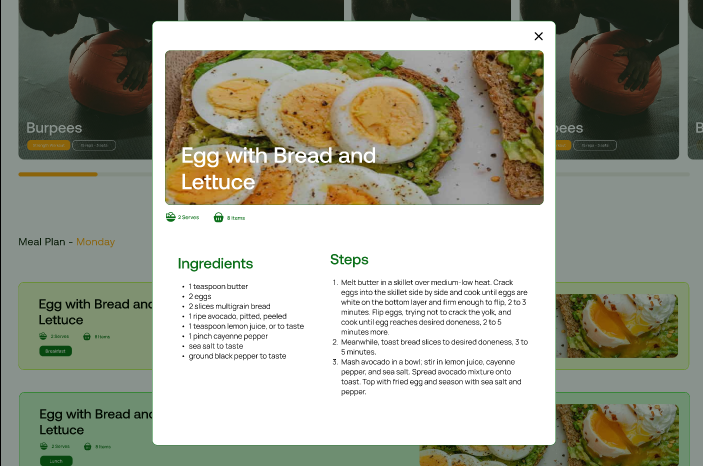 Egg with Bread and
Lettuce
2 Serves
8 Items
Ingredients
• 1 teaspoon butter
• 2 eggs
• 2 slices multigrain bread
• 1 ripe avocado, pitted, peeled
• 1 teaspoon lemon juice, or to taste
• 1 pinch cayenne pepper
• sea salt to taste
• ground black pepper to taste
Steps
1. Melt butter in a skillet over medium-low heat. Crack
eggs into the skillet side by side and cook until eggs are
white on the bottom layer and firm enough to flip, 2 to 3
minutes. Flip eggs, trying not to crack the yolk, and
cook until egg reaches desired doneness, 2 to 5
minutes more.
2. Meanwhile, toast bread slices to desired doneness, 3 to
5 minutes.
3. Mash avocado in a bowl; stir in lemon juice, cayenne
pepper, and sea salt. Spread avocado mixture onto
toast. Top with fried egg and season with sea salt and
pepper.
Burpees
pees
B
Meal Plan - Monday
Egg with Bread and
Lettuce
2 Serves
8 Items
Breakfast
Egg with Bread and
Lettuce
2 Serves
8 Items
Lunch